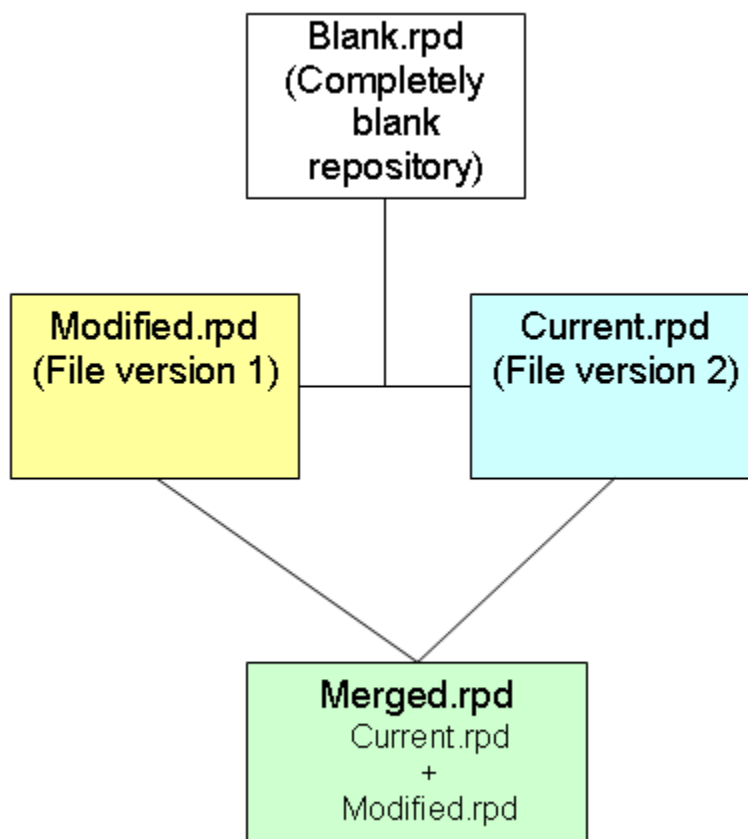 Blank.rpd
(Completely
blank
repository)
Modified.rpd
(File version 1)
Current.rpd
(File version 2)
Merged.rpd
Current.rpd
+
Modified.rpd